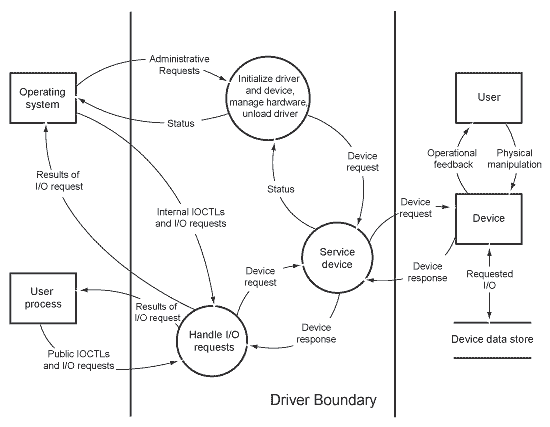 Administrative
Requests
Operating
system
Initialize driver
and device,
manage hardware,
unload driver
User
Status
Device
request
Operational
feedback
Physical
manipulation
Results of
I/O request
Status
Internal IOCTLs
and I/O requests
Device
request
Device
Service
device
Device
request
Device
response
Requested
I/O
User
process
Results of
I/O request
Handle I/O
requests
Device
response
Device data store
Public IOCTLs
and I/O requests
Driver Boundary